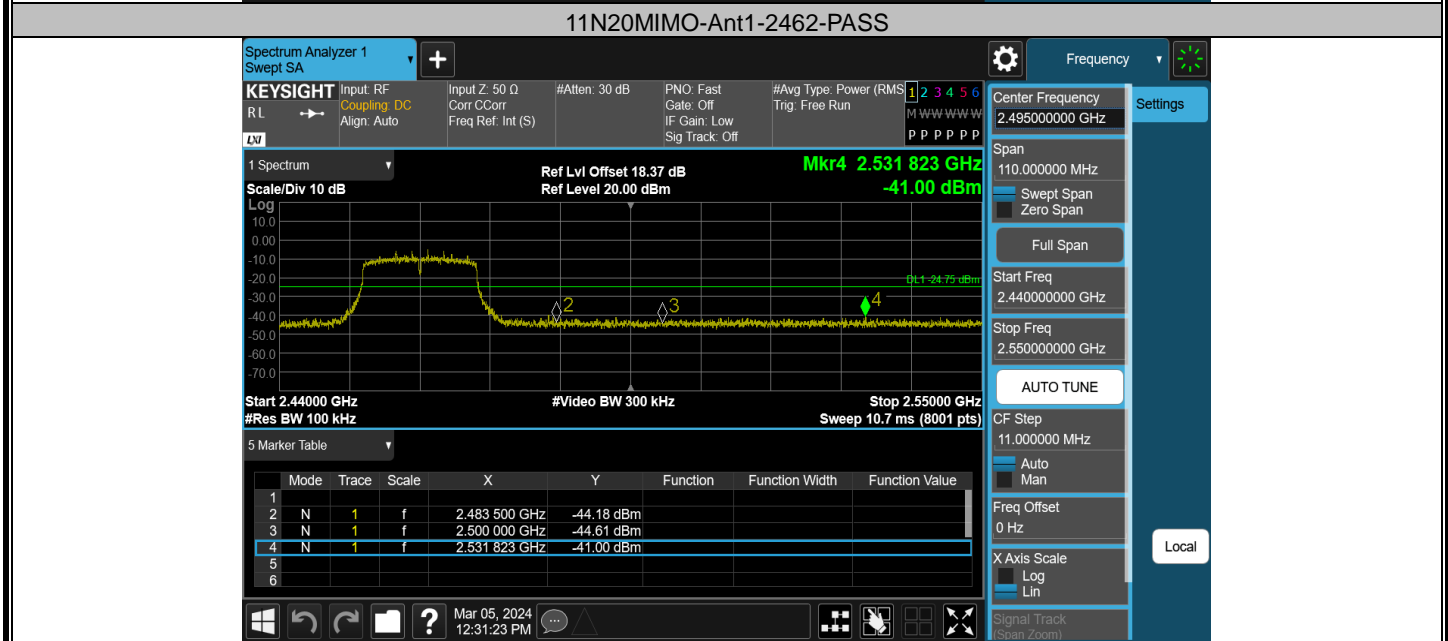 11N20MIMO-Ant1-2462-PASS
Spectrum Analyzer 1
Swept SA
+
Frequency
KEYSIGHT
RL
LXI
Input: RF
Coupling: DC
Align: Auto
Input Z: 50 Ω
Corr CCorr
Freq Ref: Int (S)
#Atten: 30 dB
PNO: Fast
Gate: Off
IF Gain: Low
Sig Track: Off
#Avg Type: Power (RMS
Trig: Free Run
1 2 3 4 5 6
M W W W W W
P P P P P P
Center Frequency
2.495000000 GHz
Settings
1 Spectrum
Scale/Div 10 dB
Ref Lvl Offset 18.37 dB
Ref Level 20.00 dBm
Mkr4 2.531 823 GHz
-41.00 dBm
Span
110.000000 MHz
Swept Span
Zero Span
Full Span
Start Freq
2.440000000 GHz
Stop Freq
2.550000000 GHz
AUTO TUNE
CF Step
11.000000 MHz
Auto
Man
Freq Offset
0 Hz
X Axis Scale
Log
Lin
Signal Track
(Span Zoom)
Local
Log
10.0
0.00
-10.0
-20.0
-30.0
-40.0
-50.0
-60.0
-70.0
DL1 -24.75 dBm
2
3
4
Start 2.44000 GHz
#Video BW 300 kHz
Stop 2.55000 GHz
#Res BW 100 kHz
Sweep 10.7 ms (8001 pts)
5 Marker Table
Mode Trace Scale X Y Function Function Width Function Value
1
2 N 1 f 2.483 500 GHz -44.18 dBm
3 N 1 f 2.500 000 GHz -44.61 dBm
4 N 1 f 2.531 823 GHz -41.00 dBm
5
6
?
Mar 05, 2024
12:31:23 PM